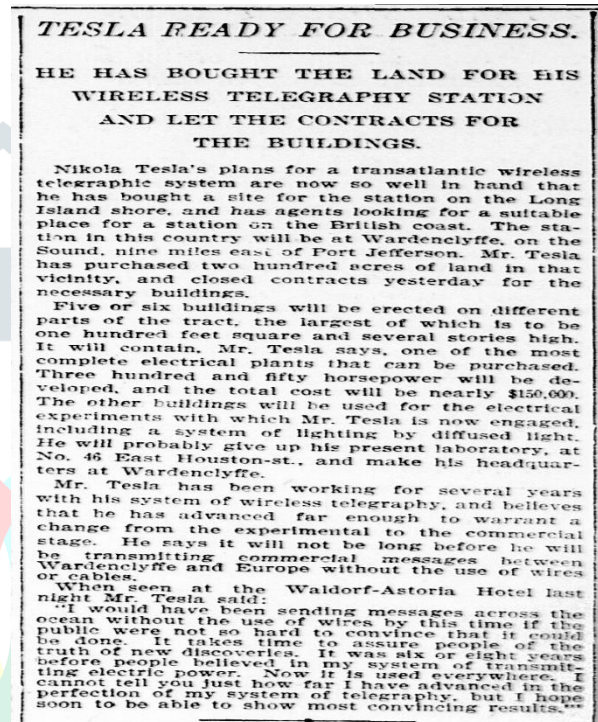 TESLA READY FOR BUSINESS.
HE HAS BOUGHT THE LAND FOR HIS
WIRELESS TELEGRAPHY STATION
AND LET THE CONTRACTS FOR
THE BUILDINGS.
Nikola Tesla's plans for a transatlantic wireless
telegraphic system are now so well in hand that
he has bought a site for the station on the Long
Island shore, and has agents looking for a suitable
place for a station on the British coast. The sta-
tion in this country will be at Wardenclyffe, on the
Sound, nine miles east of Port Jefferson. Mr. Tesla
has purchased two hundred acres of land in that
vicinity, and closed contracts yesterday for the
necessary buildings.
Five or six buildings will be erected on different
parts of the tract, the largest of which is to be
one hundred feet square and several stories high.
It will contain, Mr. Tesla says, one of the most
complete electrical plants that can be purchased.
Three hundred and fifty horsepower will be de-
veloped, and the total cost will be nearly $150,000.
The other buildings will be used for the electrical
experiments with which Mr. Tesla is now engaged,
including a system of lighting by diffused light.
He will probably give up his present laboratory, at
No. 46 East Houston-st., and make his headquar-
ters at Wardenclyffe.
Mr. Tesla has been working for several years
with his system of wireless telegraphy, and believes
that he has advanced far enough to warrant a
change from the experimental to the commercial
stage. He says it will not be long before he will
be transmitting commercial messages between
Wardenclyffe and Europe without the use of wires
or cables.
When seen at the Waldorf-Astoria Hotel last
night Mr. Tesla said:
"I would have been sending messages across the
ocean without the use of wires by this time if the
public were not so hard to convince that it could
be done. It takes time to assure people of the
truth of new discoveries. It was six or eight years
before people believed in my system of transmit-
ting electric power. Now it is used everywhere. I
cannot tell you just how far I have advanced in the
perfection of my system of telegraphy, but I hope
soon to be able to show most convincing results."